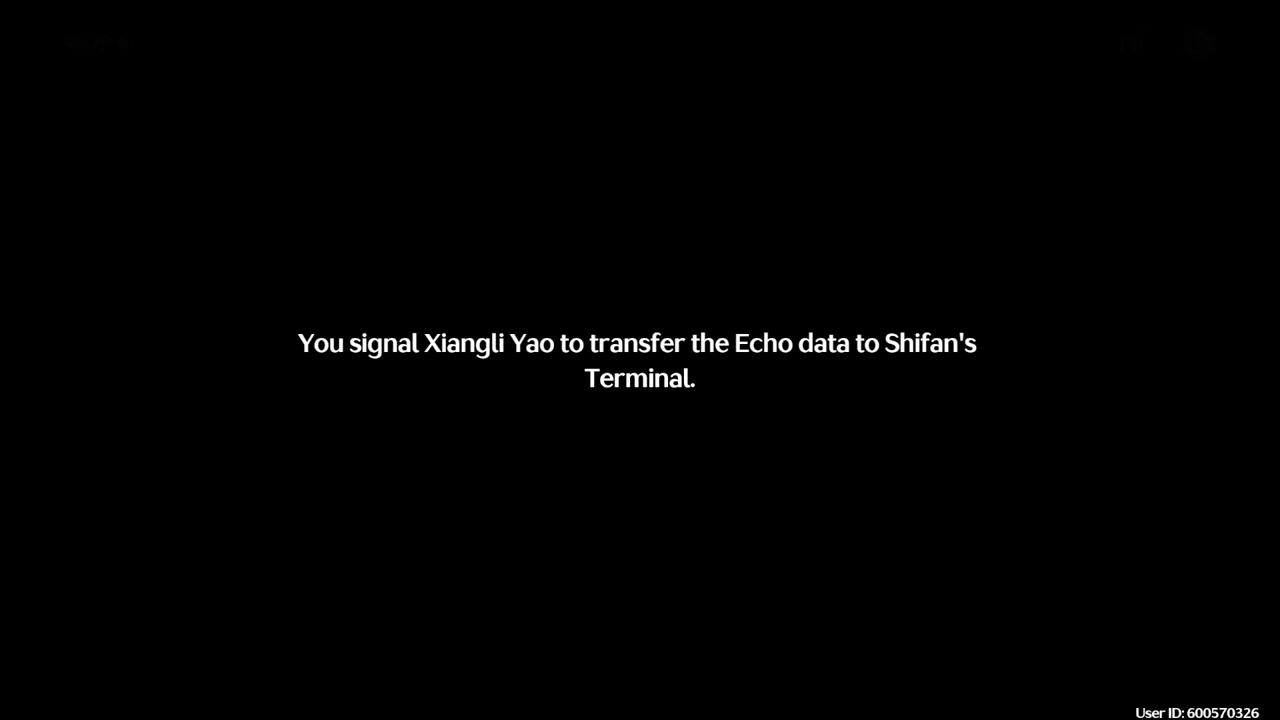 You signal Xiangli Yao to transfer the Echo data to Shifan's
Terminal.
User ID: 600570326